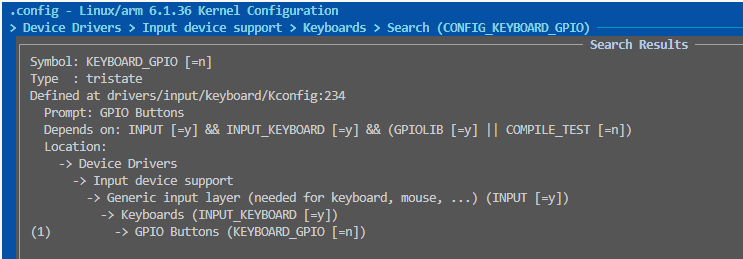 .config - Linux/arm 6.1.36 Kernel Configuration
> Device Drivers > Input device support > Keyboards > Search (CONFIG_KEYBOARD_GPIO)
Search Results
Symbol: KEYBOARD_GPIO [=n]
Type  : tristate
Defined at drivers/input/keyboard/Kconfig:234
  Prompt: GPIO Buttons
  Depends on: INPUT [=y] && INPUT_KEYBOARD [=y] && (GPIOLIB [=y] || COMPILE_TEST [=n])
  Location:
    -> Device Drivers
      -> Input device support
        -> Generic input layer (needed for keyboard, mouse, ...) (INPUT [=y])
          -> Keyboards (INPUT_KEYBOARD [=y])
(1)         -> GPIO Buttons (KEYBOARD_GPIO [=n])